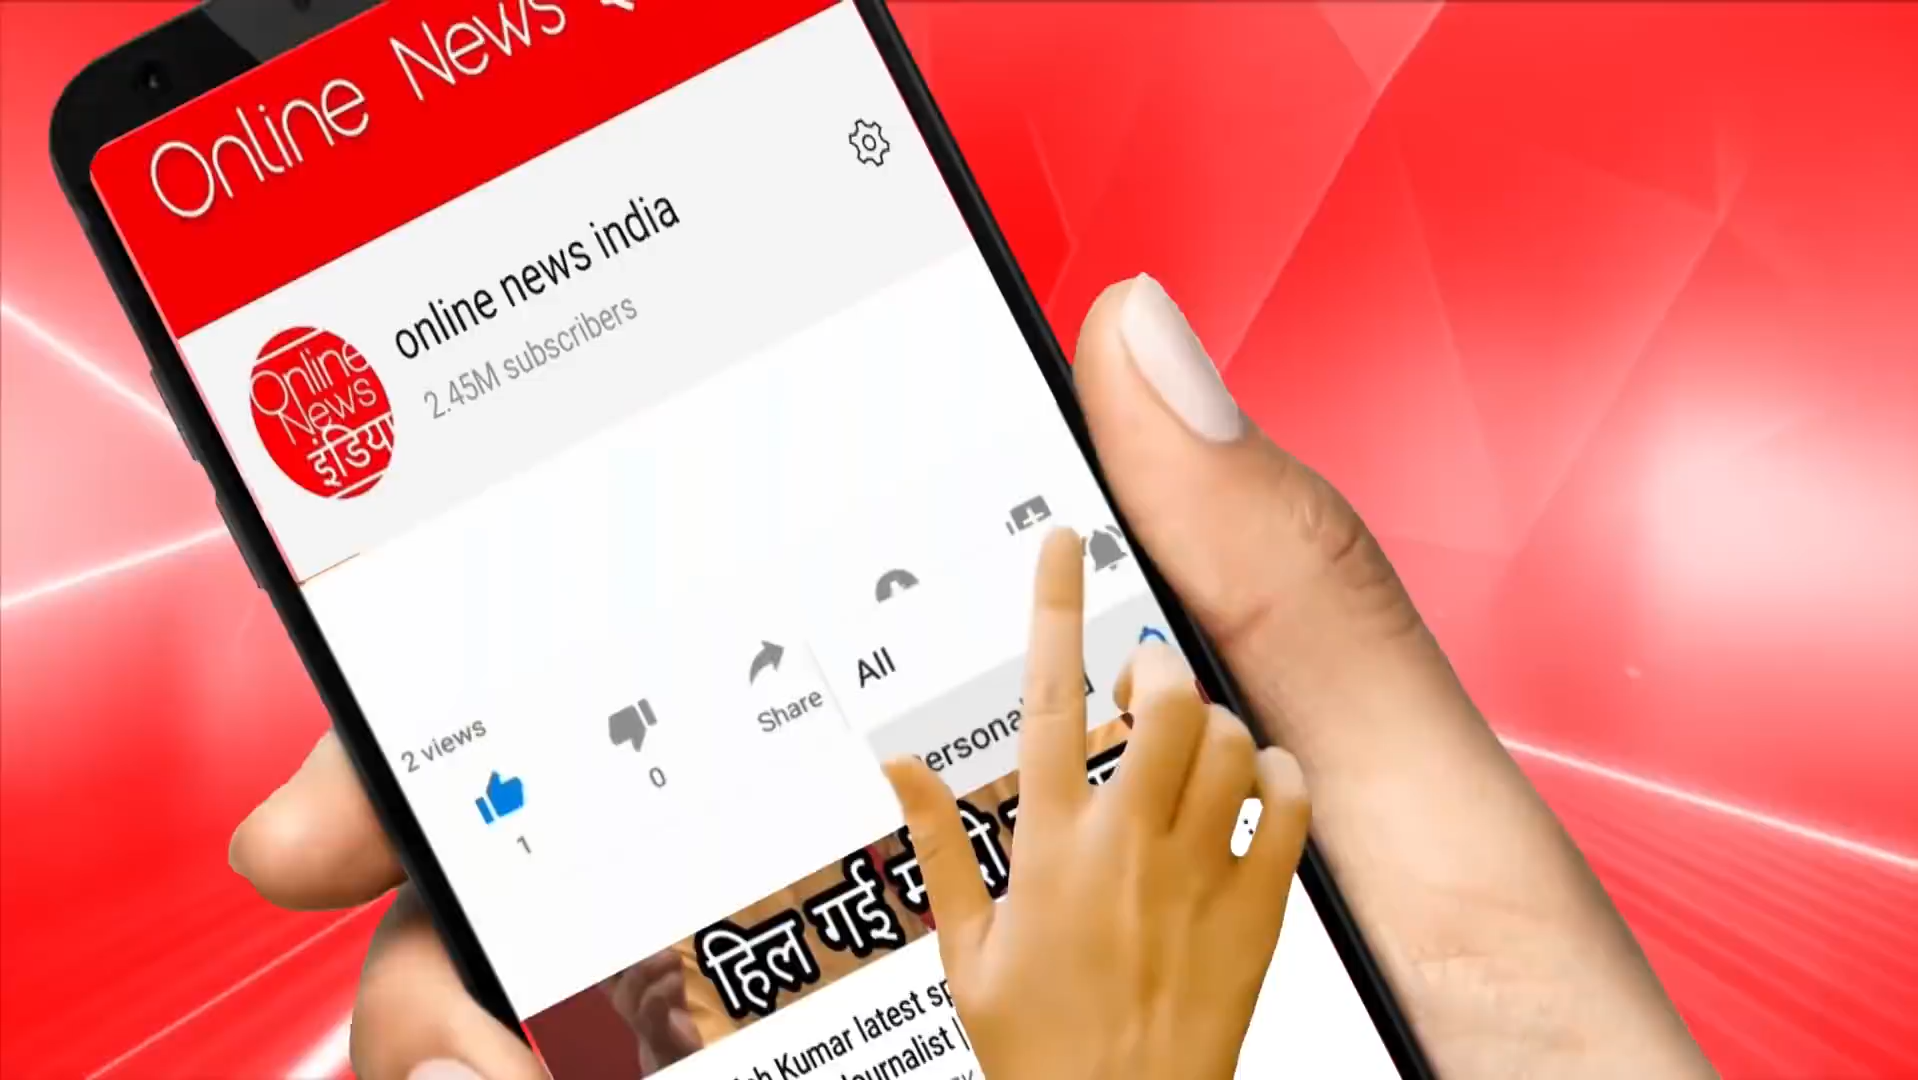 Online News
online news india
2.45M subscribers
Online
News
इंडिया
2 views
1
0
Share
All
हिल गई
Kumar latest